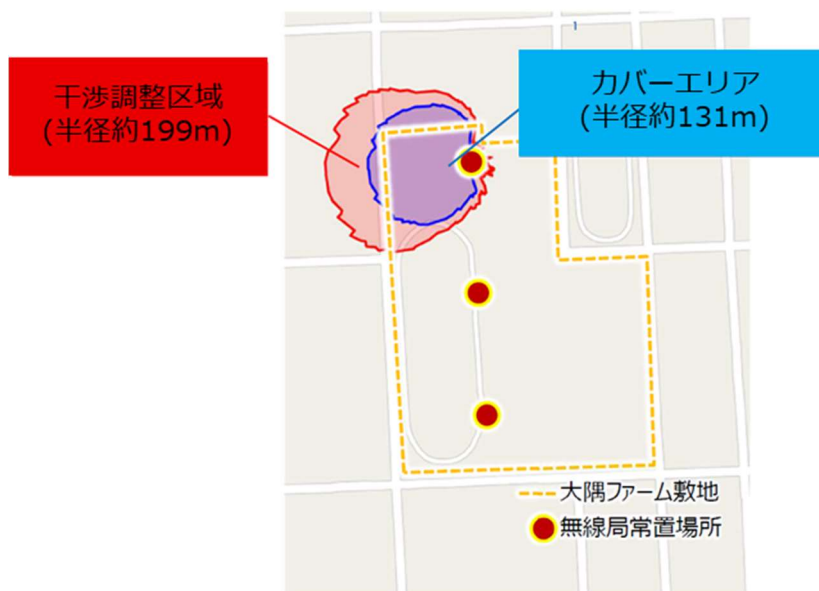 干渉調整区域
(半径約199m)
カバーエリア
(半径約131m)
大隅ファーム敷地
無線局常置場所